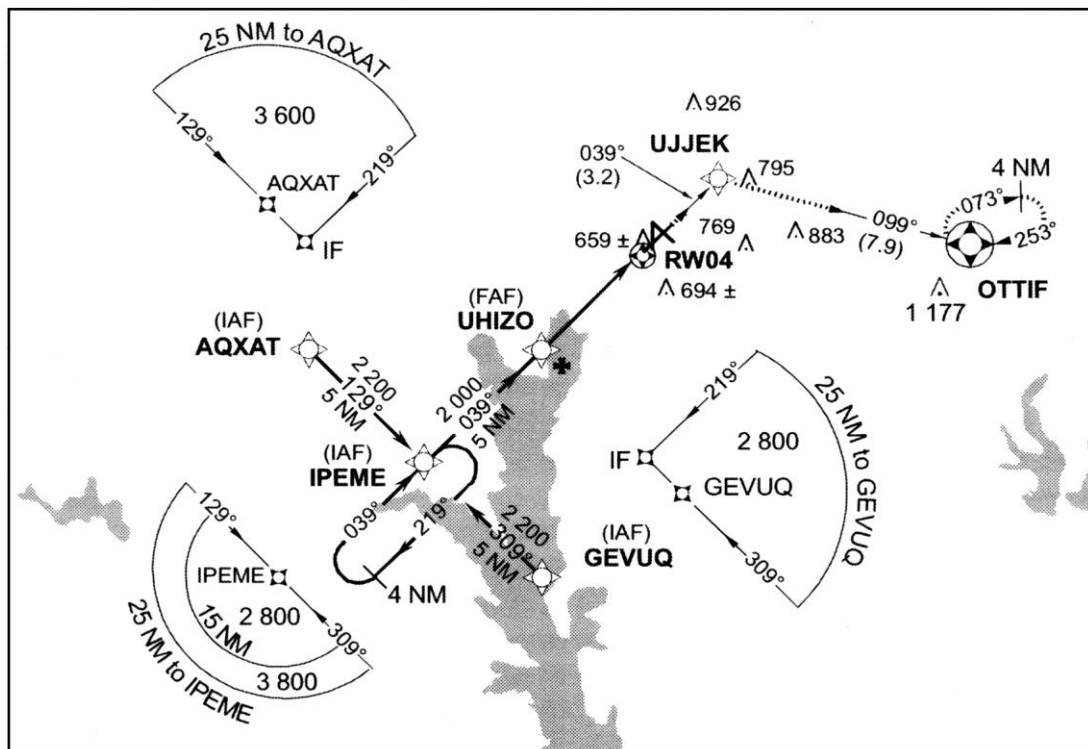 25 NM to AQXAT
3 600
129°
219°
AQXAT
IF
926
UJJEK
795
039°
(3.2)
4 NM
073°
253°
099°
(7.9)
883
769
659 ±
RW04
694 ±
OTTIF
1 177
(FAF)
UHIZO
(IAF)
AQXAT
2 200
129°
5 NM
2 000
039°
5 NM
(IAF)
IPEME
039°
219°
4 NM
2 200
309°
5 NM
(IAF)
GEVUQ
219°
25 NM to GEVUQ
2 800
IF
GEVUQ
309°
129°
IPEME
2 800
15 NM
309°
3 800
25 NM to IPEME